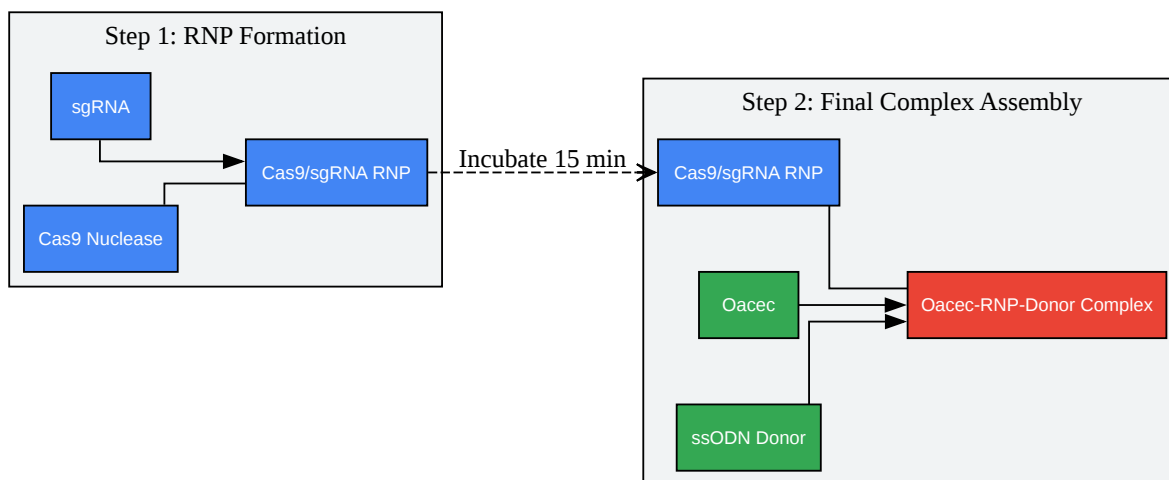 Step 1: RNP Formation
sgRNA
Cas9/sgRNA RNP
Cas9 Nuclease
Incubate 15 min
Step 2: Final Complex Assembly
Cas9/sgRNA RNP
Oacec
Oacec-RNP-Donor Complex
ssODN Donor